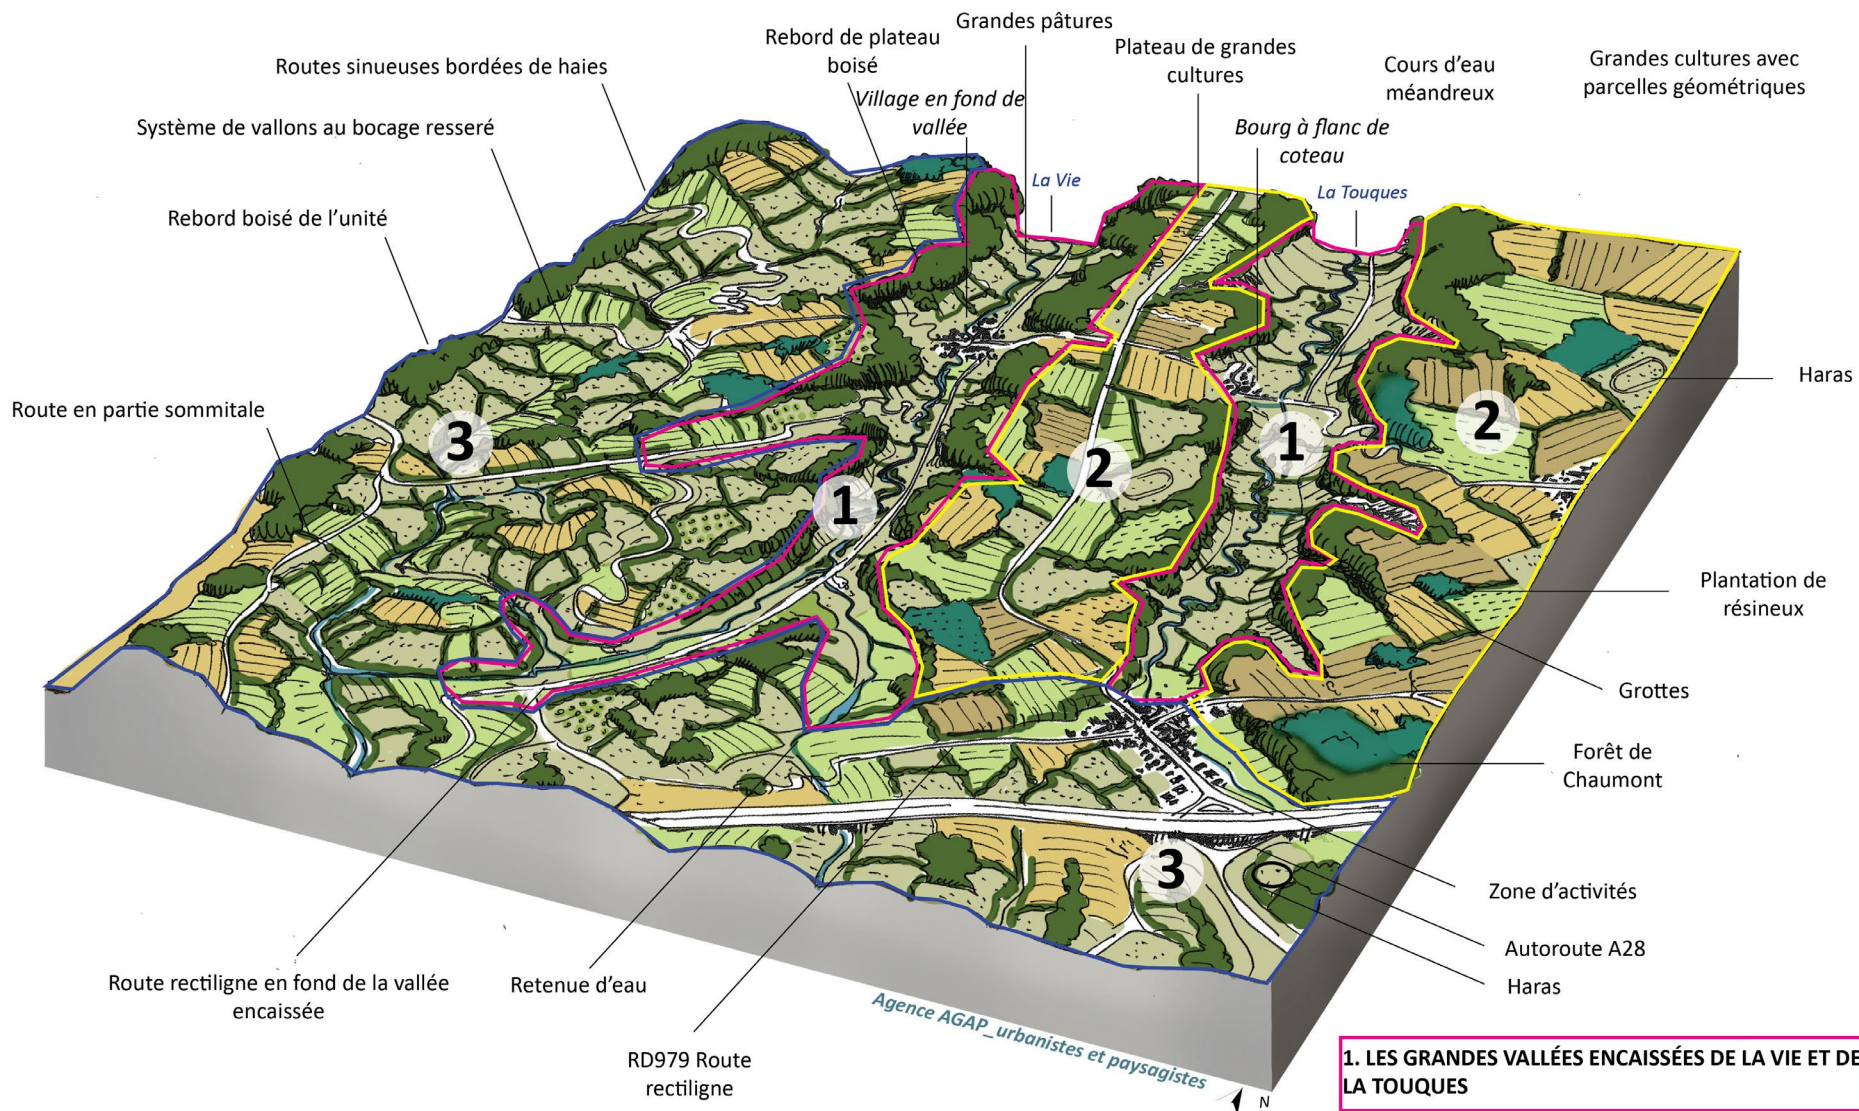 Grandes pâtures
Rebord de plateau
boisé
Plateau de grandes
cultures
Grandes cultures avec
parcelles géométriques
Cours d'eau
méandreux
Routes sinueuses bordées de haies
Village en fond de
vallée
Système de vallons au bocage resseré
Bourg à flanc de
coteau
La Vie
La Touques
Rebord boisé de l'unité
Haras
Route en partie sommitale
3
2
1
2
1
Plantation de
résineux
Grottes
Forêt de
Chaumont
3
Zone d'activités
Autoroute A28
Haras
Route rectiligne en fond de la vallée
encaissée
Retenue d'eau
Agence AGAP_urbanistes et paysagistes
RD979 Route
rectiligne
N
1. LES GRANDES VALLÉES ENCAISSÉES DE LA VIE ET DE
LA TOUQUES